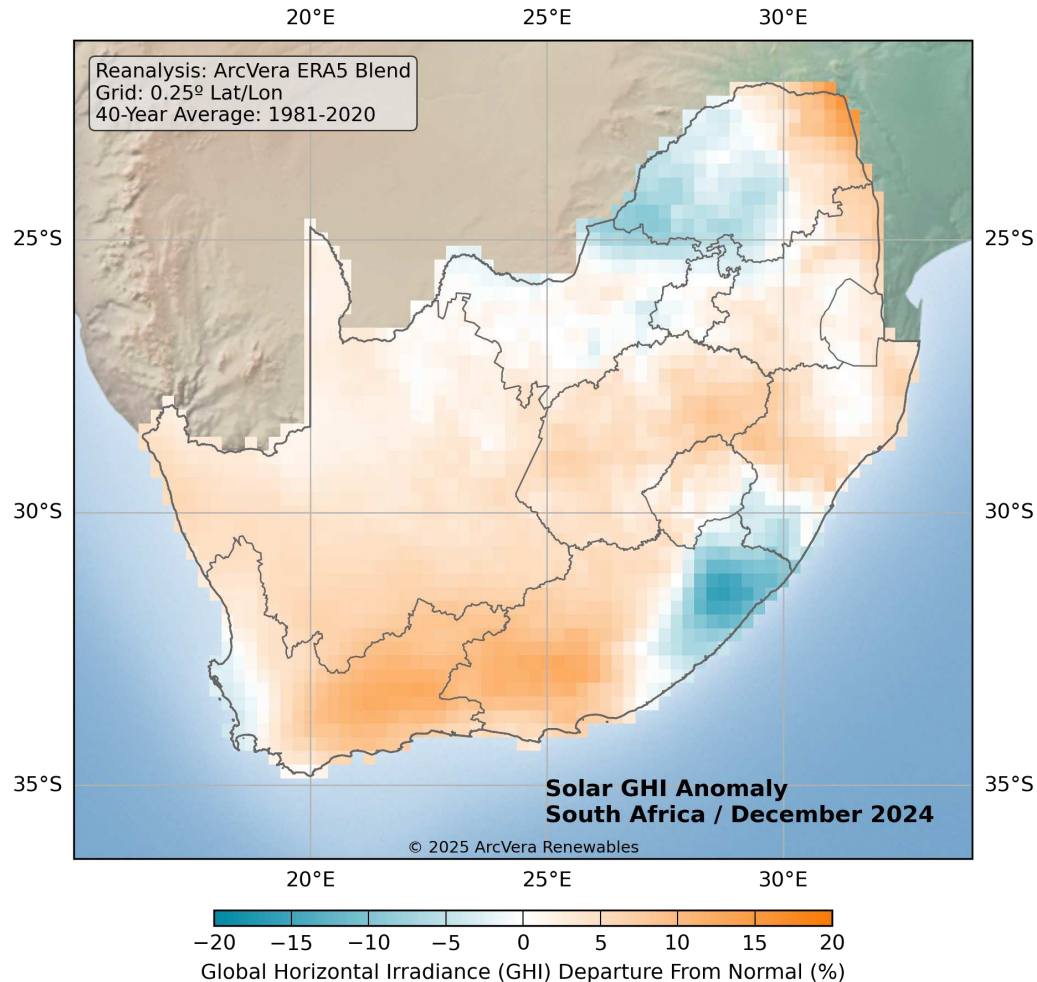 20°E 25°E 30°E
Reanalysis: ArcVera ERA5 Blend
Grid: 0.25º Lat/Lon
40-Year Average: 1981-2020
25°S 25°S
30°S 30°S
35°S 35°S
Solar GHI Anomaly
South Africa / December 2024
© 2025 ArcVera Renewables
20°E 25°E 30°E
−20 −15 −10 −5 0 5 10 15 20
Global Horizontal Irradiance (GHI) Departure From Normal (%)